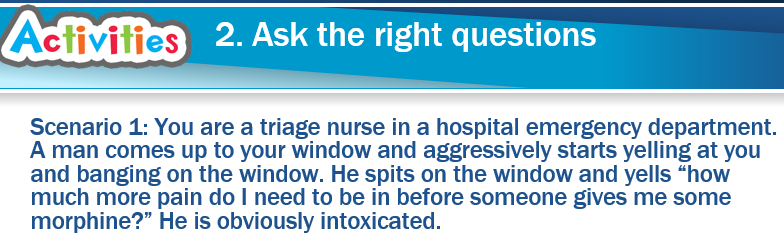 Activities
2. Ask the right questions
Scenario 1: You are a triage nurse in a hospital emergency department.
A man comes up to your window and aggressively starts yelling at you
and banging on the window. He spits on the window and yells “how
much more pain do I need to be in before someone gives me some
morphine?” He is obviously intoxicated.